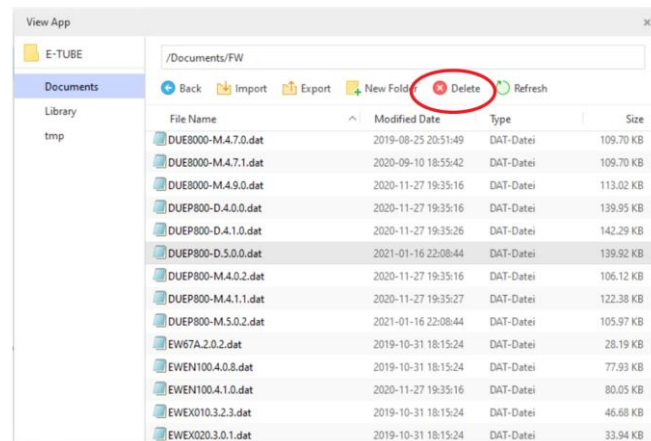 View App
E-TUBE
/Documents/FW
Documents
Back Import Export New Folder Delete Refresh
Library
File Name Modified Date Type Size
tmp
DUE8000-M.4.7.0.dat 2019-08-25 20:51:49 DAT-Datei 109.70 KB
DUE8000-M.4.7.1.dat 2020-09-10 18:55:42 DAT-Datei 109.70 KB
DUE8000-M.4.9.0.dat 2020-11-27 19:35:16 DAT-Datei 113.02 KB
DUEP800-D.4.0.0.dat 2020-11-27 19:35:16 DAT-Datei 139.95 KB
DUEP800-D.4.1.0.dat 2020-11-27 19:35:26 DAT-Datei 142.29 KB
DUEP800-D.5.0.0.dat 2021-01-16 22:08:44 DAT-Datei 139.92 KB
DUEP800-M.4.0.2.dat 2020-11-27 19:35:16 DAT-Datei 106.12 KB
DUEP800-M.4.1.1.dat 2020-11-27 19:35:27 DAT-Datei 122.38 KB
DUEP800-M.5.0.2.dat 2021-01-16 22:08:44 DAT-Datei 105.97 KB
EW67A.2.0.2.dat 2019-10-31 18:15:24 DAT-Datei 28.19 KB
EWEN100.4.0.8.dat 2019-10-31 18:15:24 DAT-Datei 77.93 KB
EWEN100.4.1.0.dat 2020-11-27 19:35:16 DAT-Datei 80.05 KB
EWEX010.3.2.3.dat 2019-10-31 18:15:24 DAT-Datei 46.68 KB
EWEX020.3.0.1.dat 2019-10-31 18:15:24 DAT-Datei 33.94 KB